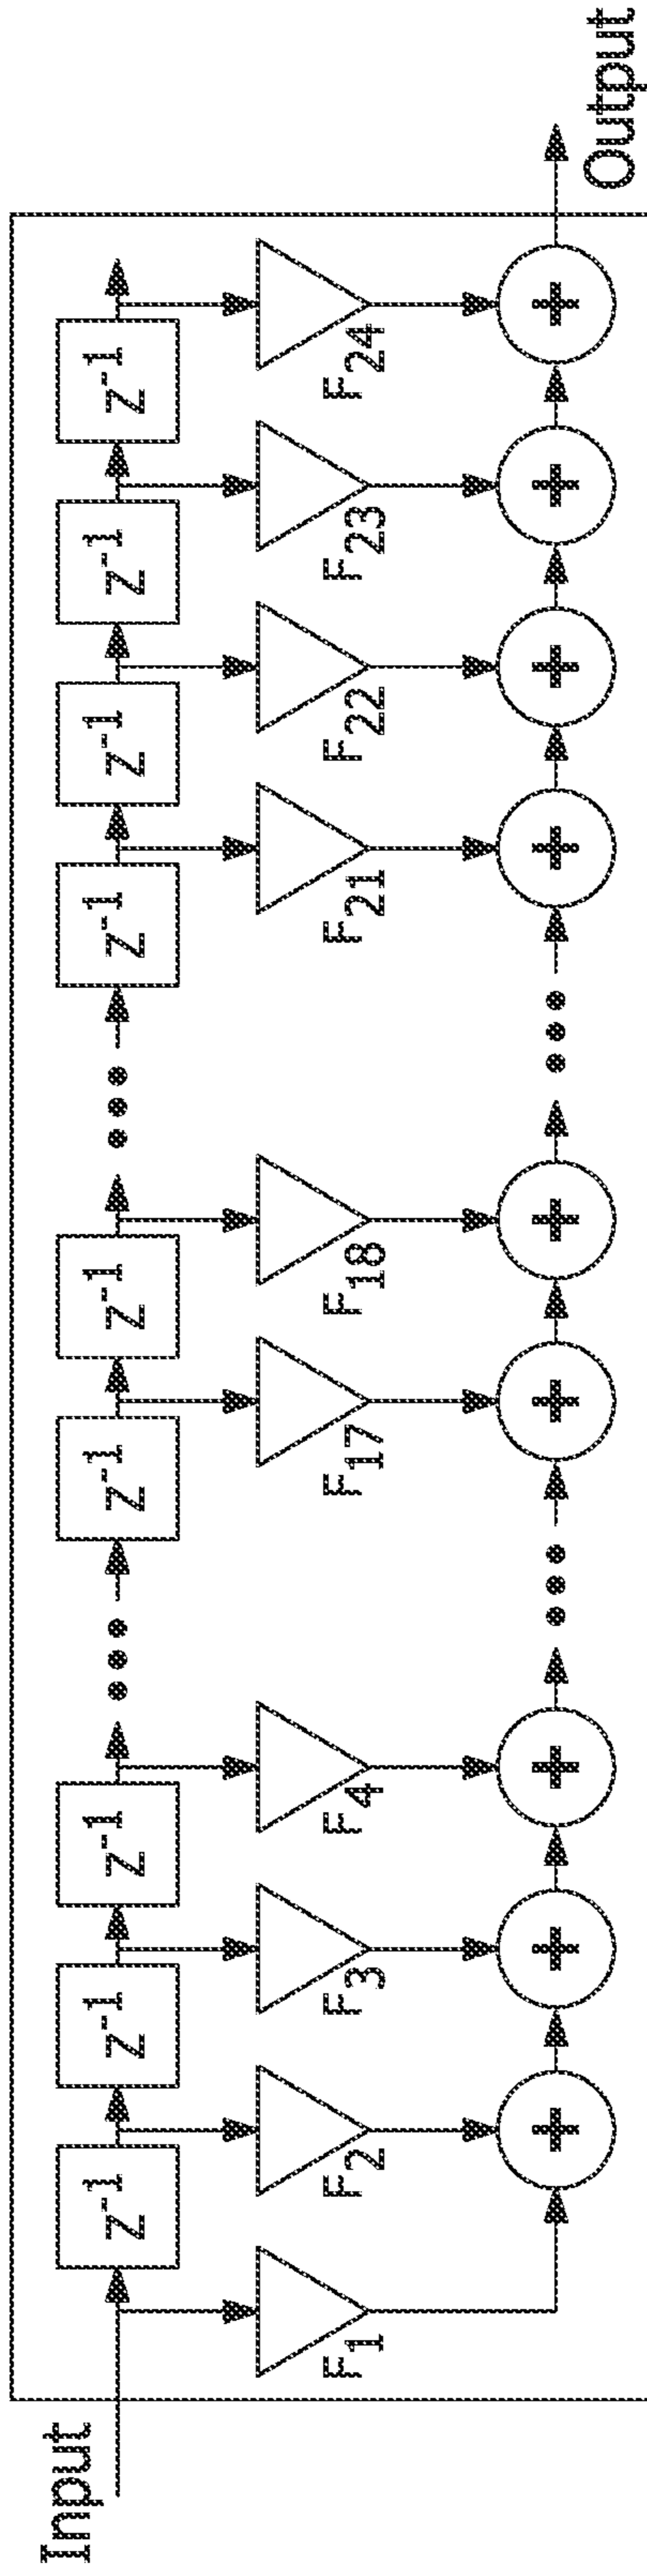 Input
z⁻¹ z⁻¹ z⁻¹ z⁻¹ z⁻¹ z⁻¹ z⁻¹ z⁻¹ z⁻¹
F₁ F₂ F₃ F₄ F₁₇ F₁₈ F₂₁ F₂₂ F₂₃ F₂₄
+ + + + + + + + +
Output